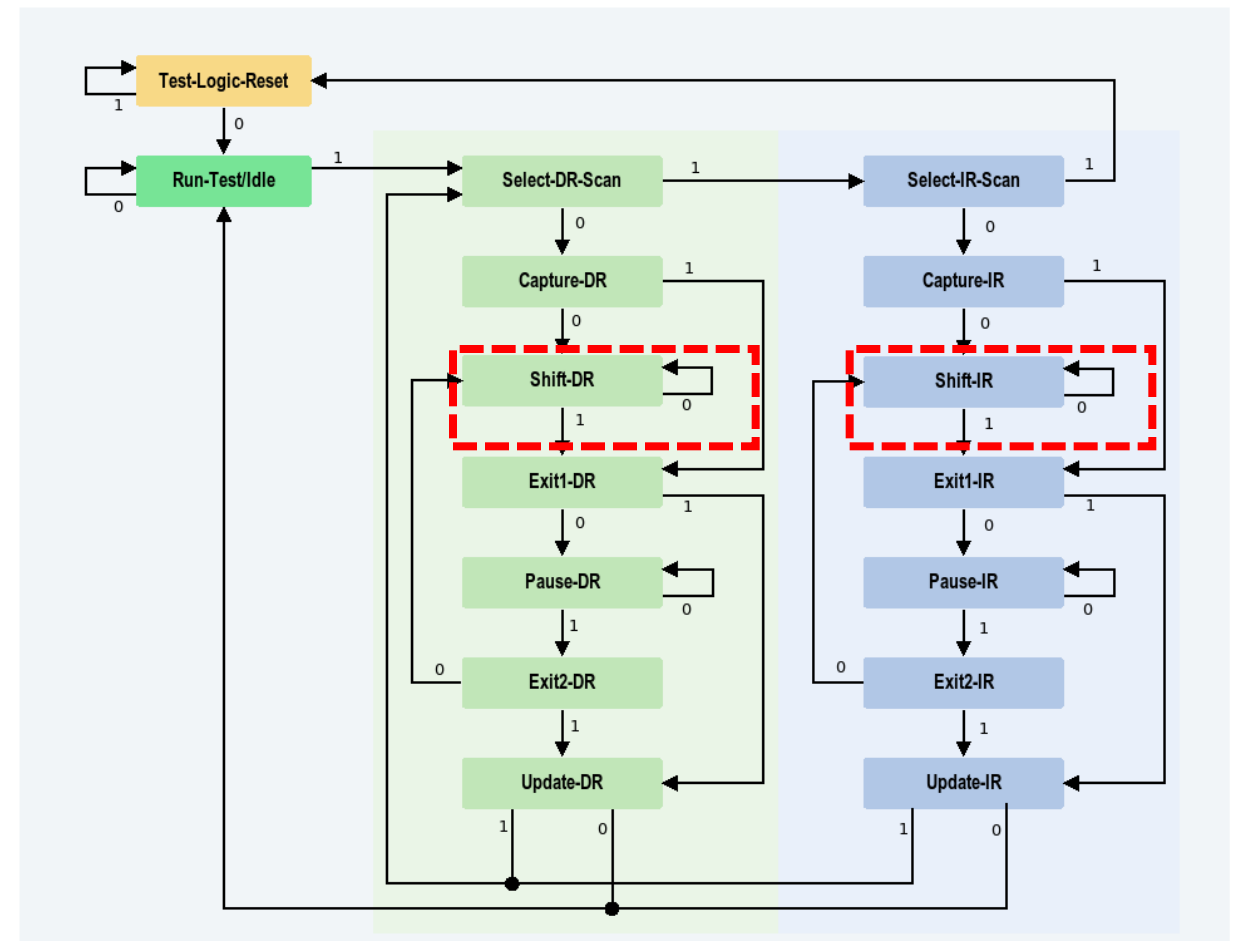 Test-Logic-Reset
1
0
Run-Test/Idle
1
Select-DR-Scan
1
Select-IR-Scan
1
0
0
0
Capture-DR
1
Capture-IR
1
0
0
Shift-DR
0
Shift-IR
0
1
1
Exit1-DR
1
Exit1-IR
1
0
0
Pause-DR
0
Pause-IR
0
1
1
0
Exit2-DR
0
Exit2-IR
1
1
Update-DR
Update-IR
1
0
1
0